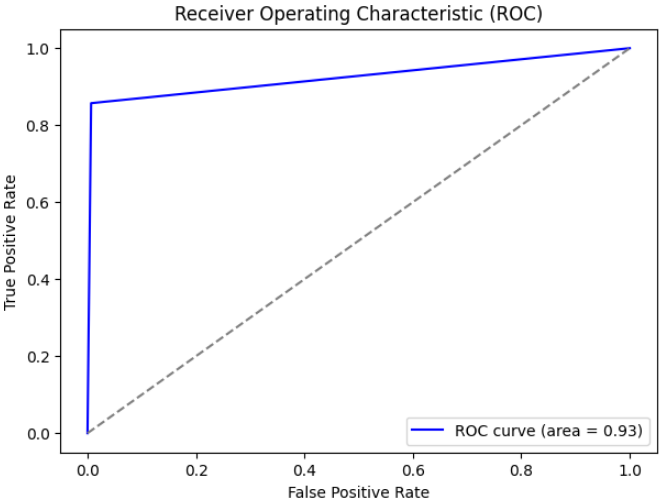 Receiver Operating Characteristic (ROC)
True Positive Rate
1.0
0.8
0.6
0.4
0.2
0.0
ROC curve (area = 0.93)
0.0 0.2 0.4 0.6 0.8 1.0
False Positive Rate